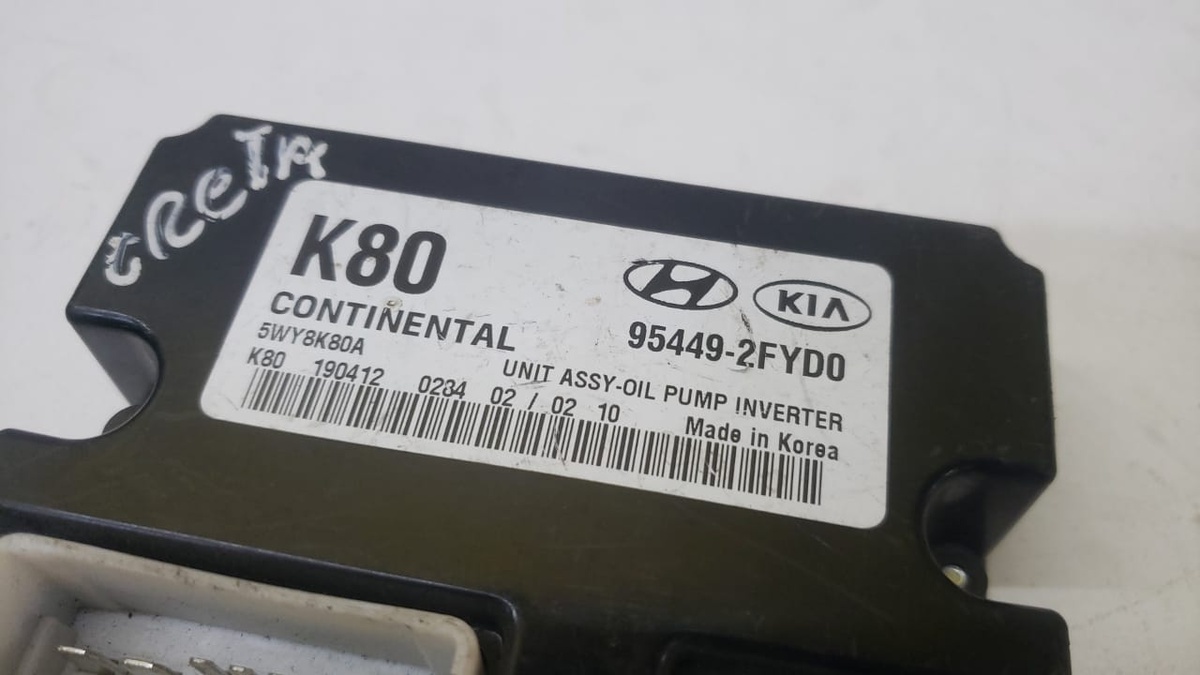 CRETA
K80
CONTINENTAL
5WY8K80A
K80 190412 0234 02 / 02 10
KIA
95449-2FYD0
UNIT ASSY-OIL PUMP INVERTER
Made in Korea